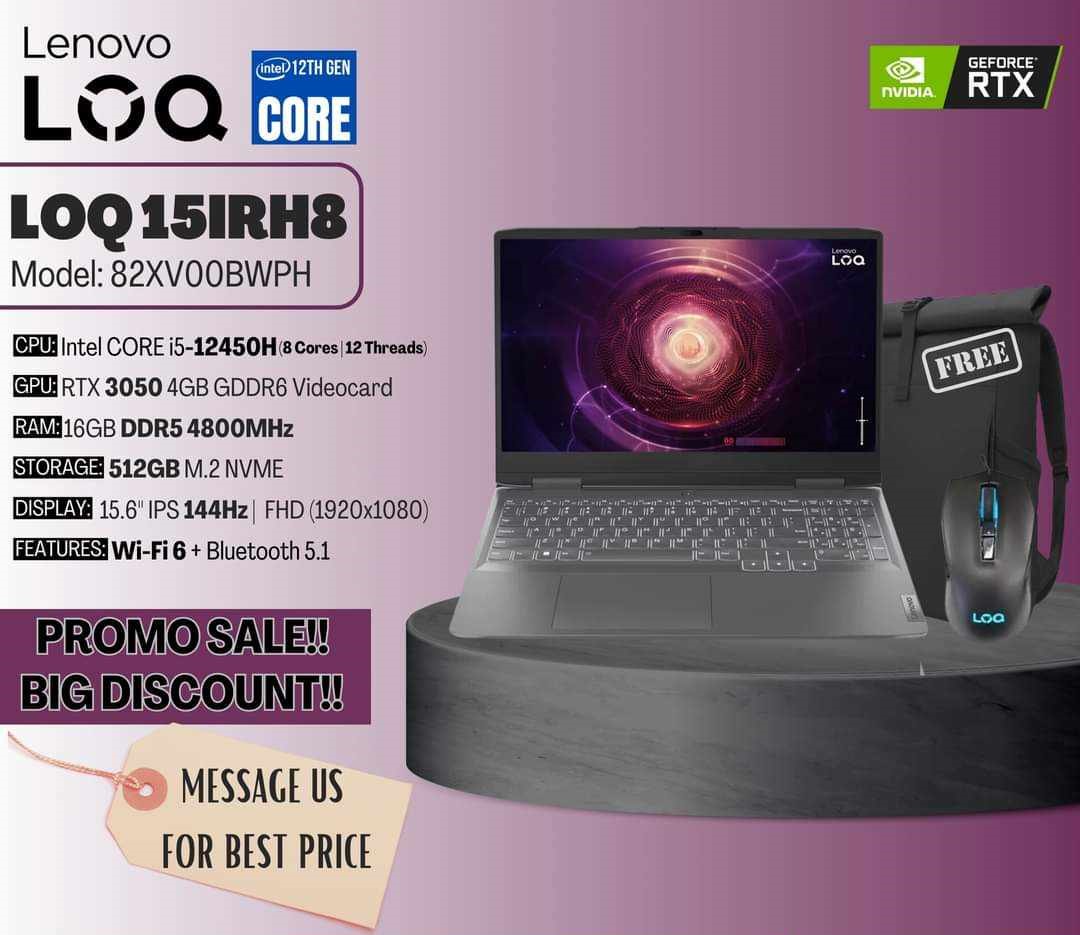 Lenovo
LOQ
intel 12TH GEN
CORE
NVIDIA.
GEFORCE
RTX
LOQ 15IRH8
Model: 82XV00BWPH
CPU: Intel CORE i5-12450H (8 Cores | 12 Threads)
GPU: RTX 3050 4GB GDDR6 Videocard
RAM: 16GB DDR5 4800MHz
STORAGE: 512GB M.2 NVME
DISPLAY: 15.6" IPS 144Hz | FHD (1920x1080)
FEATURES: Wi-Fi 6 + Bluetooth 5.1
Lenovo
LOQ
FREE
Lenovo
LOQ
PROMO SALE!!
BIG DISCOUNT!!
MESSAGE US
FOR BEST PRICE